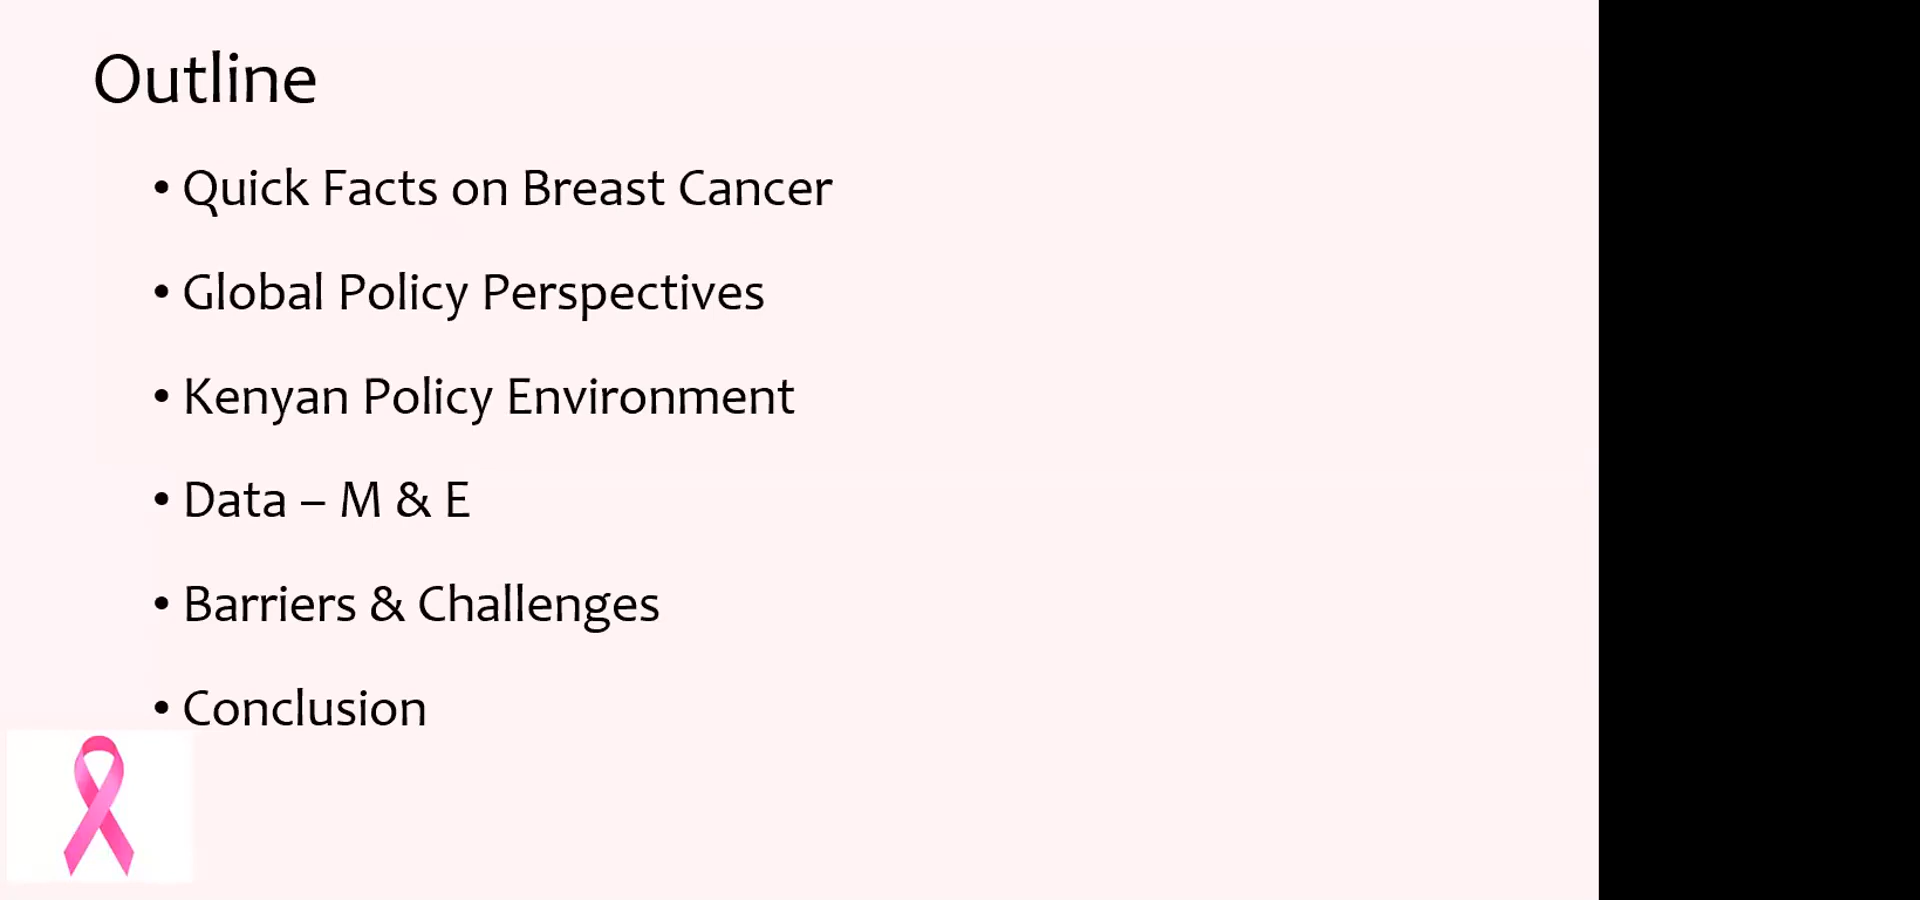 Outline
• Quick Facts on Breast Cancer
• Global Policy Perspectives
• Kenyan Policy Environment
• Data – M & E
• Barriers & Challenges
• Conclusion